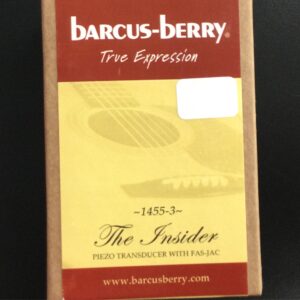 BARCUS-BERRY®
True Expression
~1455-3~
The Insider
PIEZO TRANSDUCER WITH FAS-JAC
www.barcusberry.com